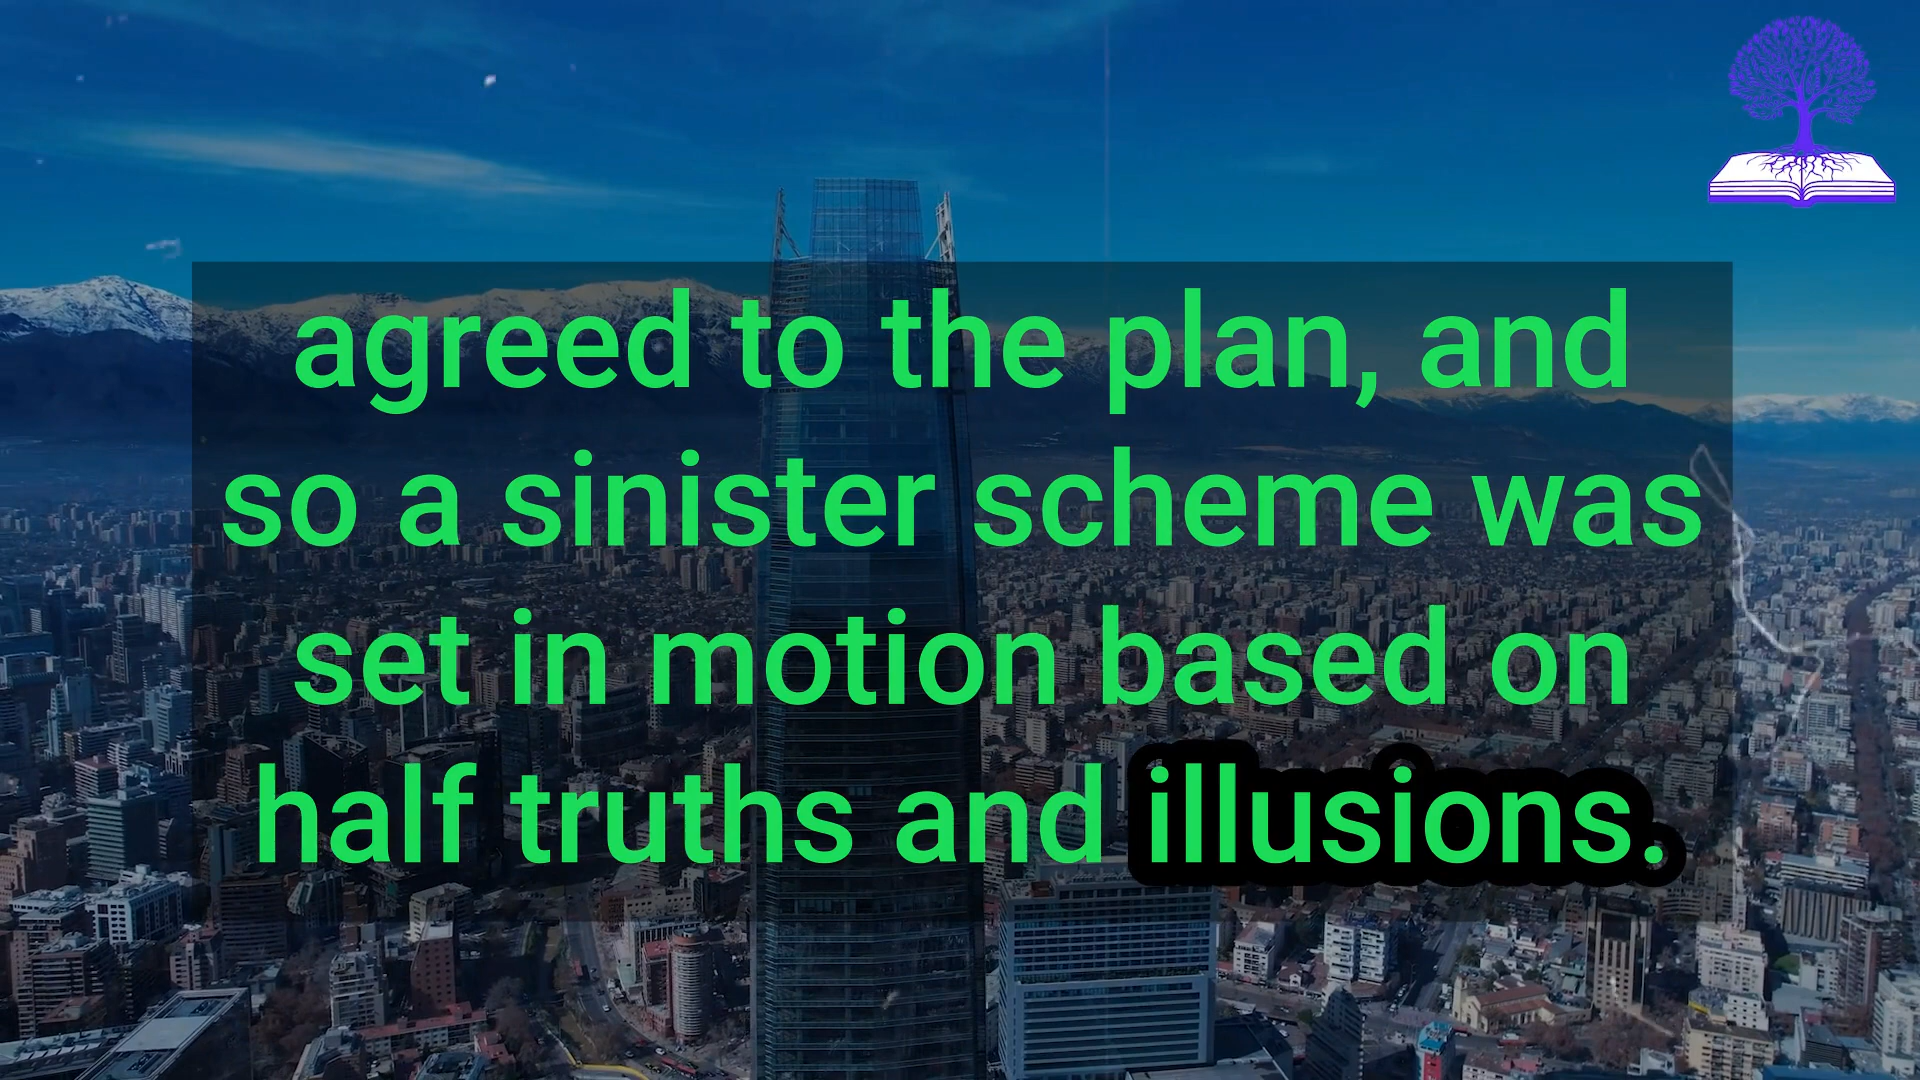 agreed to the plan, and
so a sinister scheme was
set in motion based on
half truths and illusions.